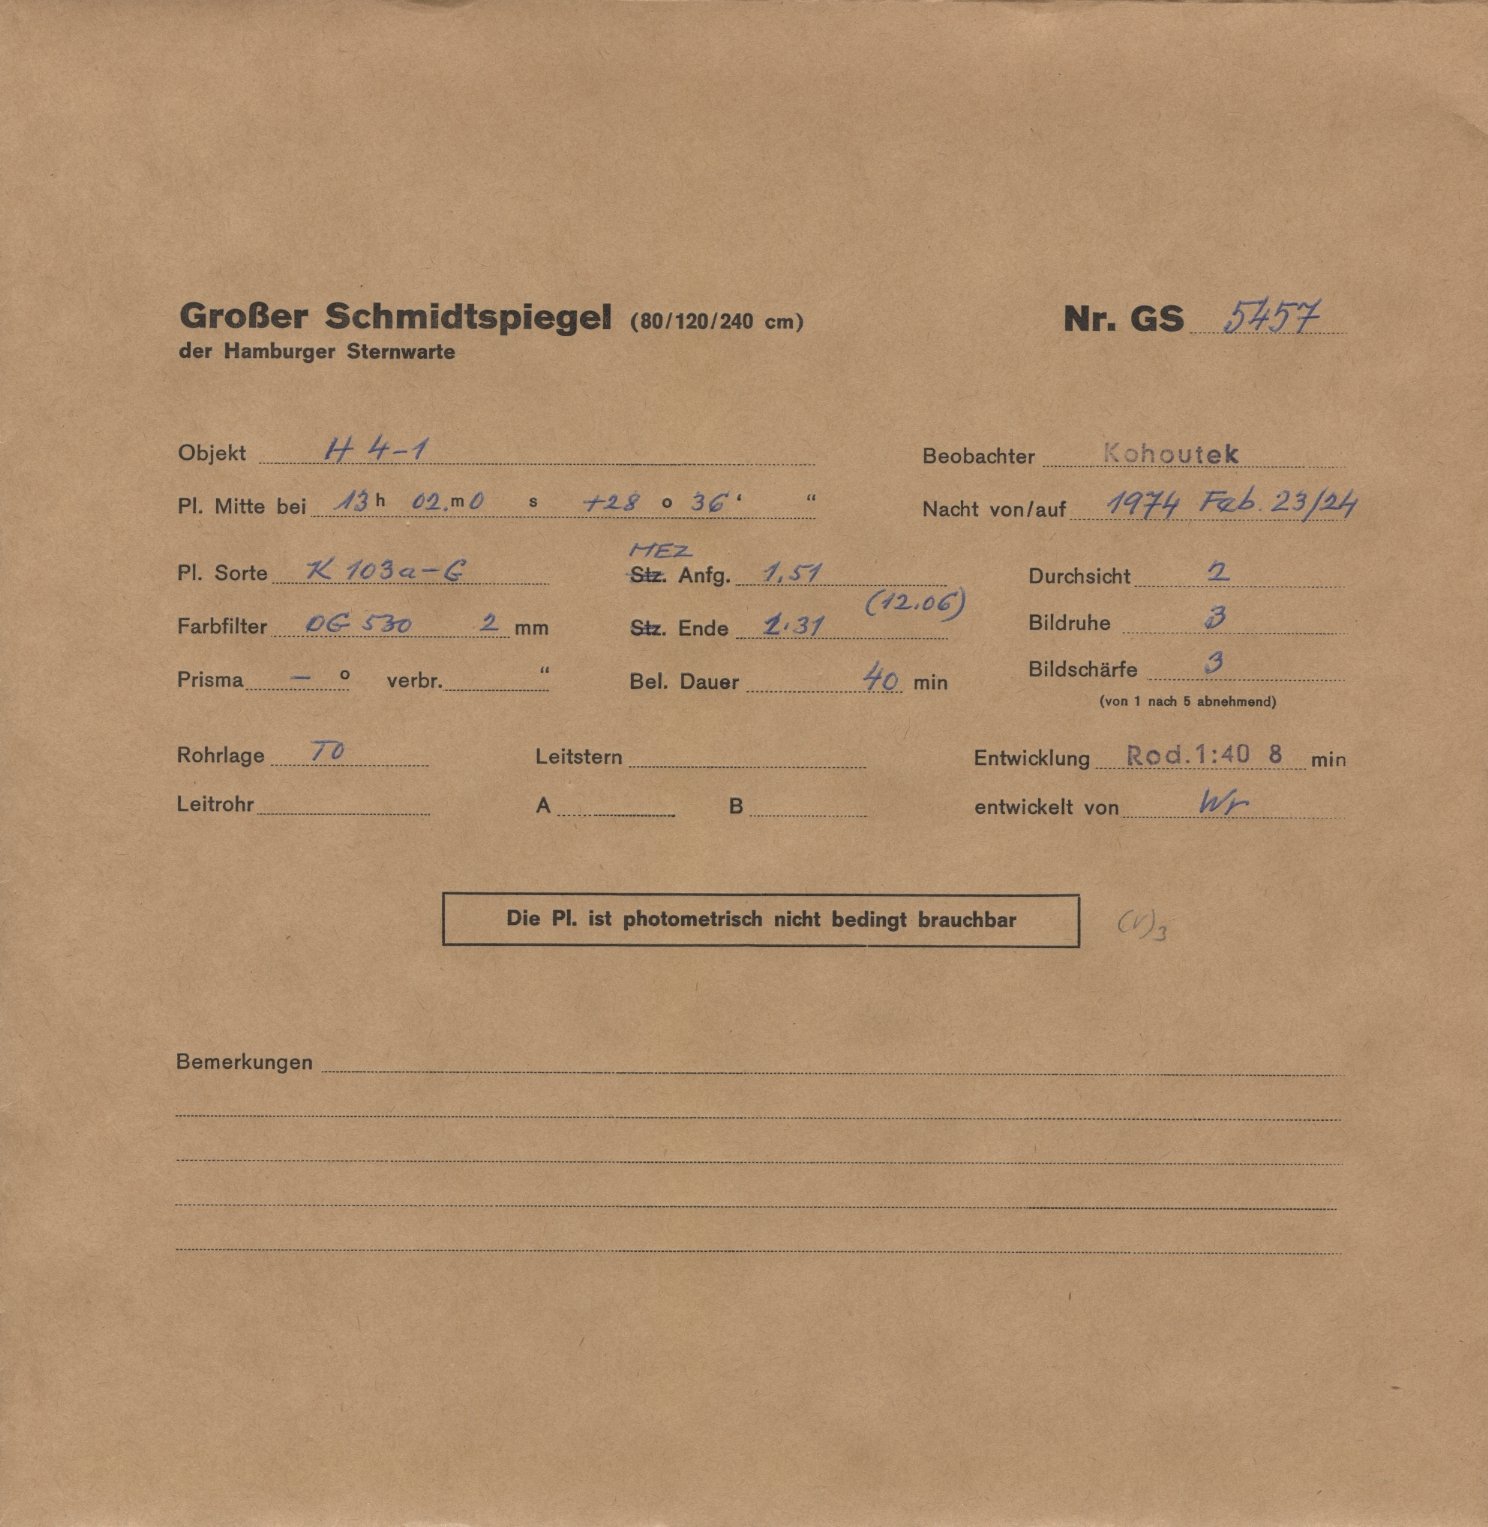 Großer Schmidtspiegel (80/120/240 cm) Nr. GS 5457
der Hamburger Sternwarte
Objekt H 4-1 Beobachter Kohoutek
Pl. Mitte bei 13 h 02. m 0 s +28 o 36 ‘ “ Nacht von/auf 1974 Feb. 23/24
MEZ
Pl. Sorte K 103a-G Stz. Anfg. 1.51 Durchsicht 2
(12.06)
Farbfilter OG 530 2 mm Stz. Ende 2.31 Bildruhe 3
Prisma – o verbr. “ Bel. Dauer 40 min Bildschärfe 3
(von 1 nach 5 abnehmend)
Rohrlage TO Leitstern Entwicklung Rod.1:40 8 min
Leitrohr A B entwickelt von Wr
Die Pl. ist photometrisch nicht bedingt brauchbar (V)3
Bemerkungen